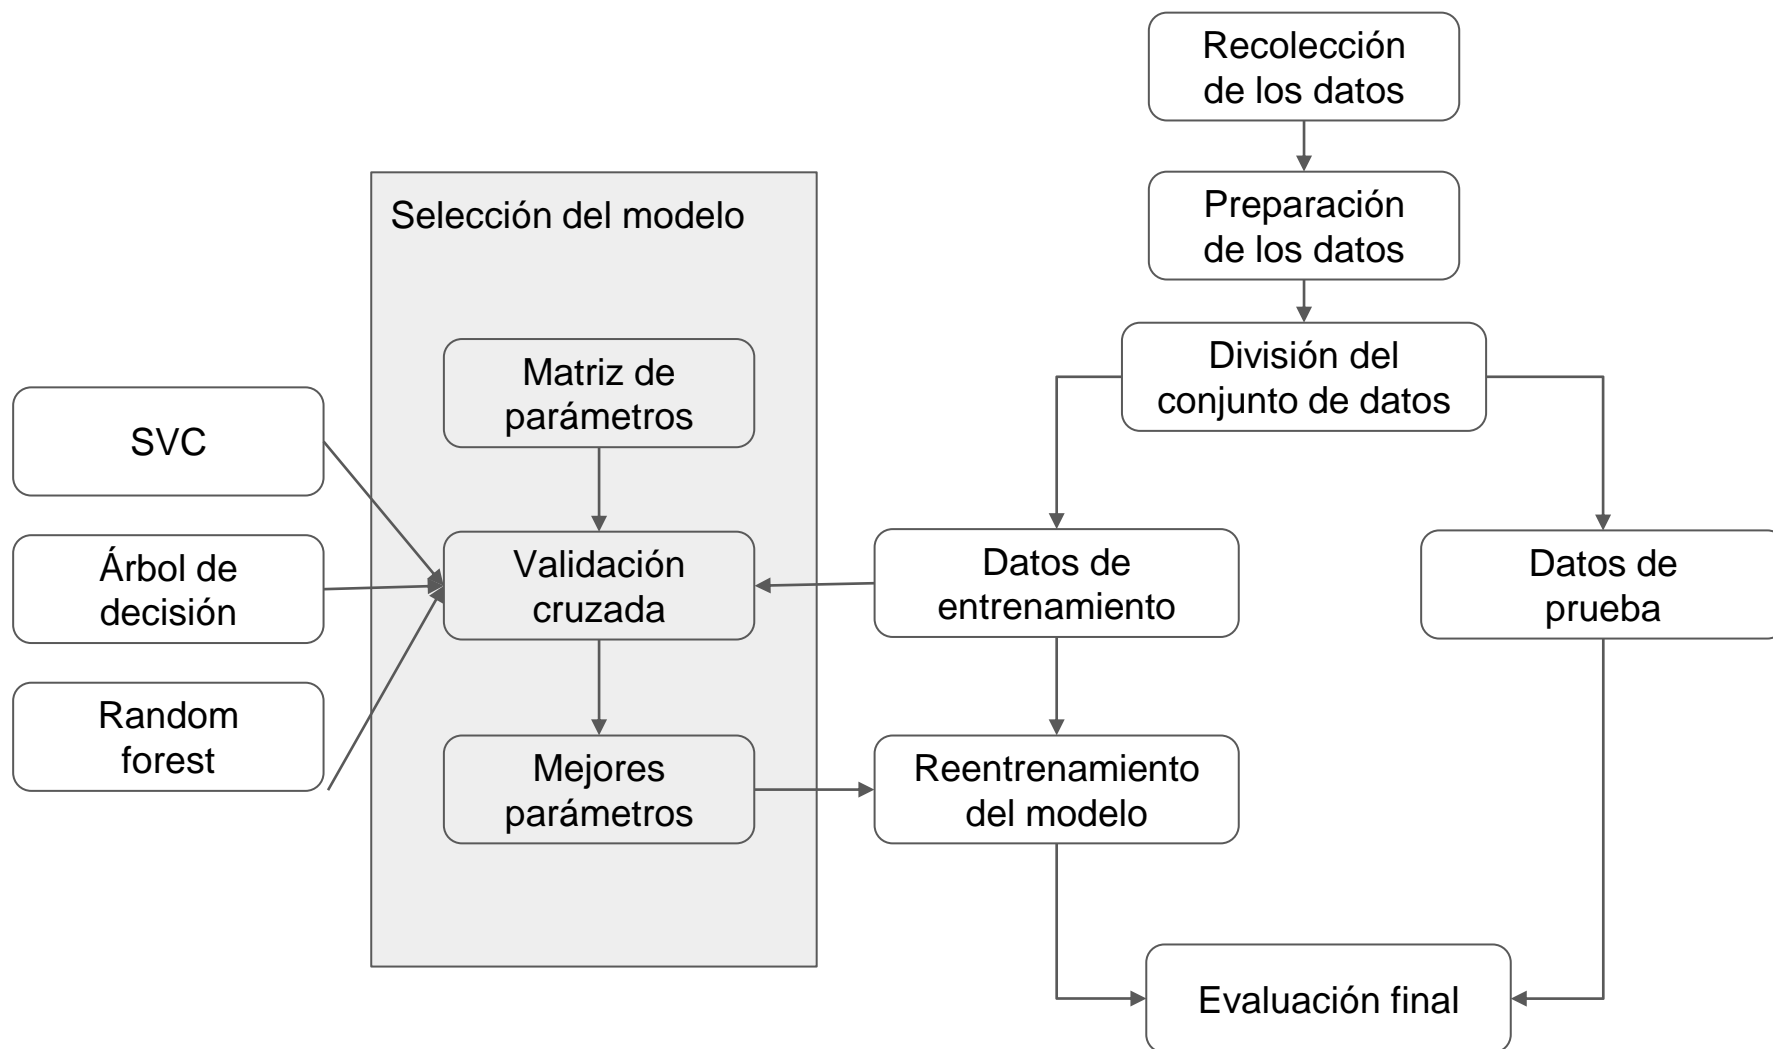 Recolección
de los datos
Preparación
de los datos
Selección del modelo
División del
conjunto de datos
Matriz de
parámetros
SVC
Árbol de
decisión
Validación
cruzada
Datos de
entrenamiento
Datos de
prueba
Random
forest
Mejores
parámetros
Reentrenamiento
del modelo
Evaluación final